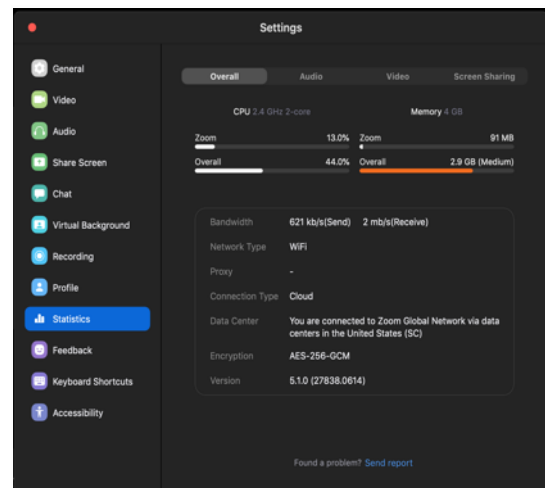 Settings
General
Video
Audio
Share Screen
Chat
Virtual Background
Recording
Profile
Statistics
Feedback
Keyboard Shortcuts
Accessibility
Overall Audio Video Screen Sharing
CPU 2.4 GHz 2-core Memory 4 GB
Zoom 13.0% Zoom 91 MB
Overall 44.0% Overall 2.9 GB (Medium)
Bandwidth 621 kb/s(Send) 2 mb/s(Receive)
Network Type WiFi
Proxy -
Connection Type Cloud
Data Center You are connected to Zoom Global Network via data
centers in the United States (SC)
Encryption AES-256-GCM
Version 5.1.0 (27838.0614)
Found a problem? Send report